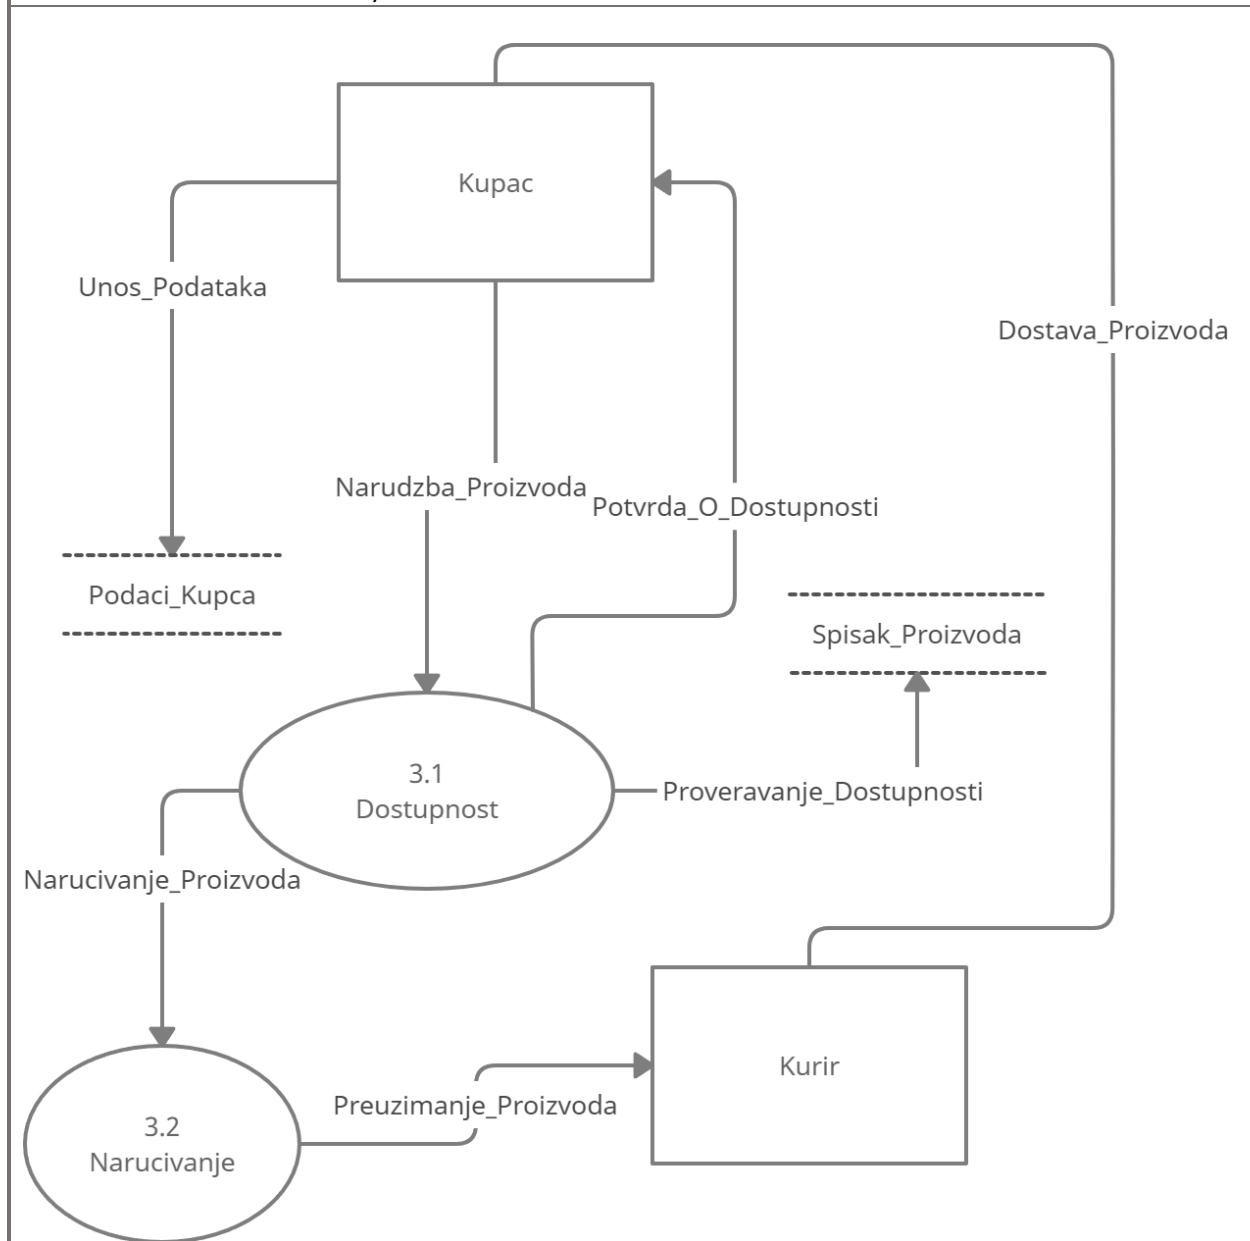 Kupac
Unos_Podataka
Dostava_Proizvoda
Narudzba_Proizvoda
Potvrda_O_Dostupnosti
Podaci_Kupca
Spisak_Proizvoda
3.1
Dostupnost
Proveravanje_Dostupnosti
Narucivanje_Proizvoda
Kurir
Preuzimanje_Proizvoda
3.2
Narucivanje